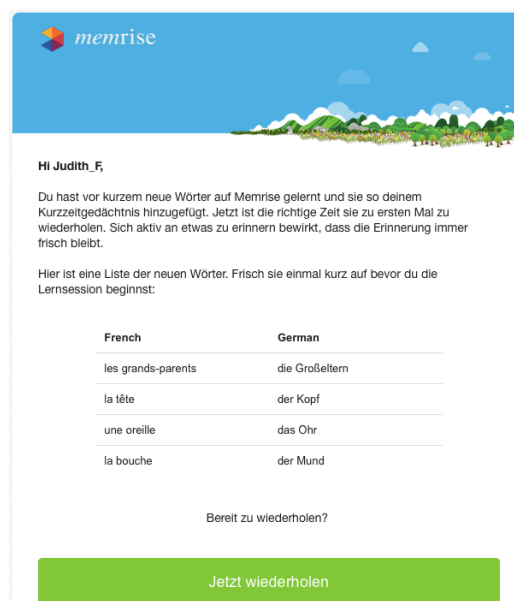 memrise
Hi Judith_F,
Du hast vor kurzem neue Wörter auf Memrise gelernt und sie so deinem
Kurzzeitgedächtnis hinzugefügt. Jetzt ist die richtige Zeit sie zu ersten Mal zu
wiederholen. Sich aktiv an etwas zu erinnern bewirkt, dass die Erinnerung immer
frisch bleibt.
Hier ist eine Liste der neuen Wörter. Frisch sie einmal kurz auf bevor du die
Lernsession beginnst:
French German
les grands-parents die Großeltern
la tête der Kopf
une oreille das Ohr
la bouche der Mund
Bereit zu wiederholen?
Jetzt wiederholen